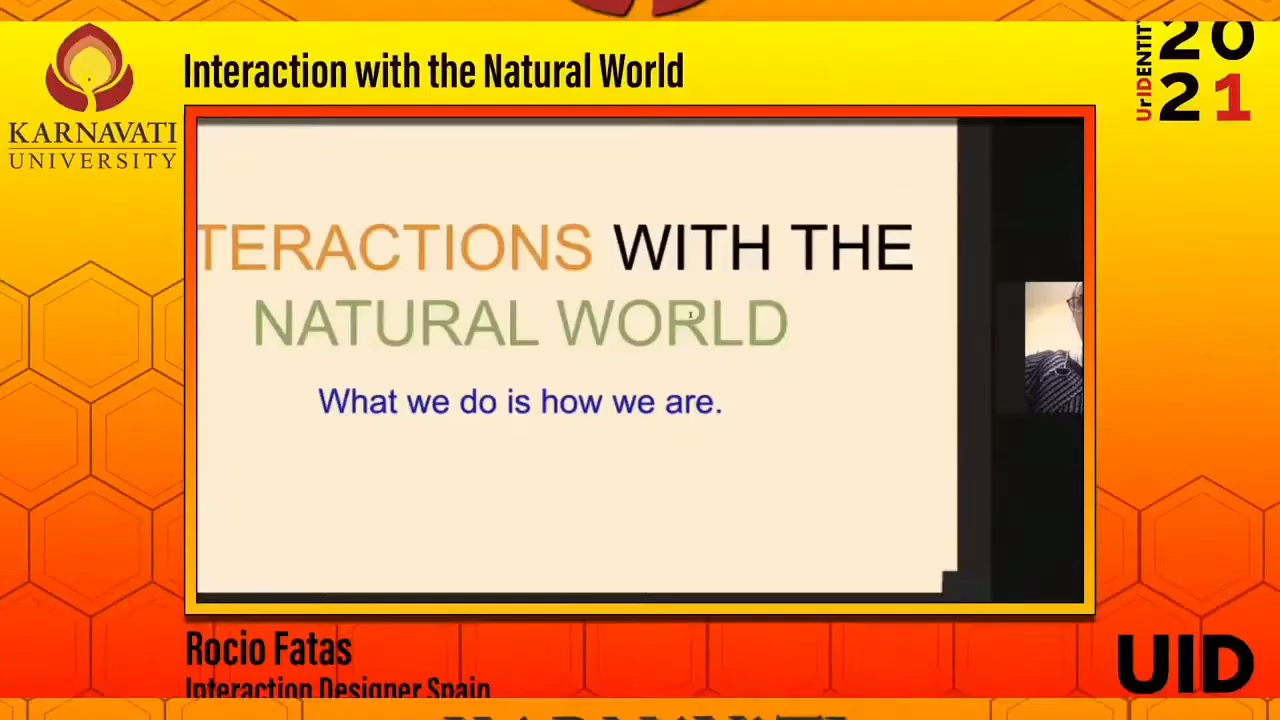 KARNAVATI
UNIVERSITY
Interaction with the Natural World
UrIDENTITY
20
21
TERACTIONS WITH THE
NATURAL WORLD
What we do is how we are.
Rocio Fatas
Interaction Designer Spain
UID